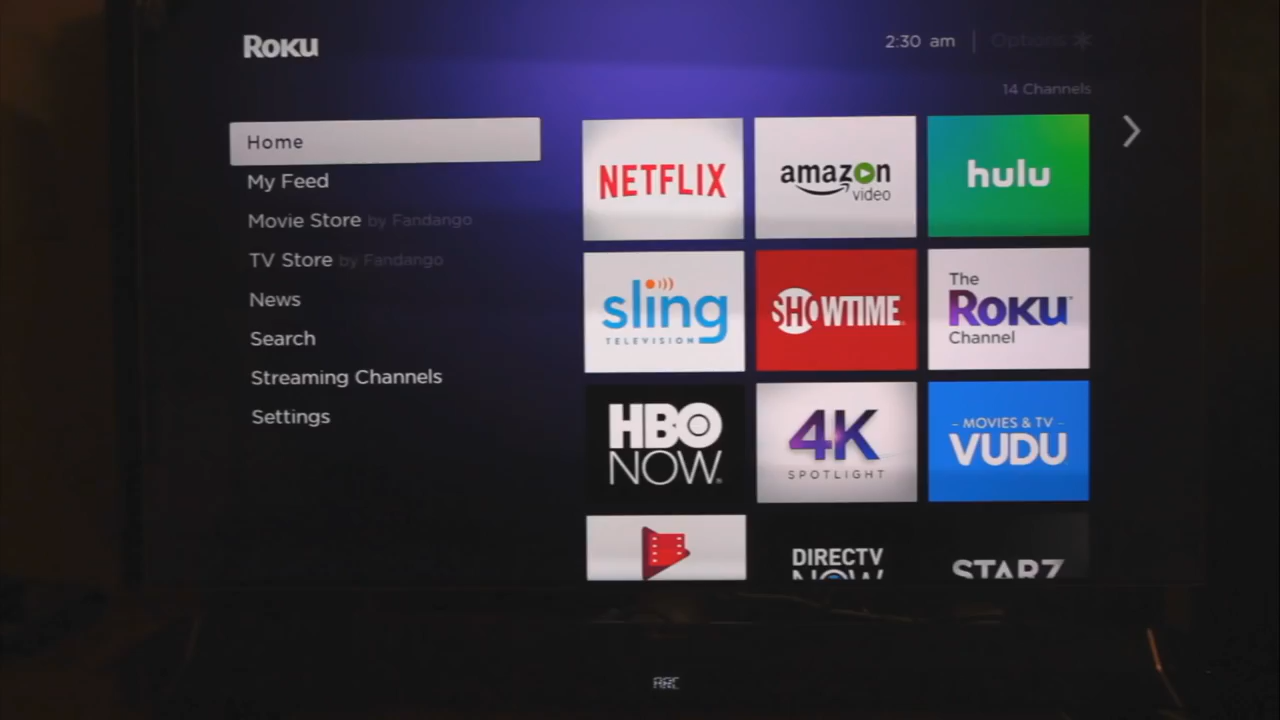 Roku
2:30 am | Options *
14 Channels
Home
My Feed
Movie Store by Fandango
TV Store by Fandango
News
Search
Streaming Channels
Settings
NETFLIX
amazon
video
hulu
sling
TELEVISION
SHOWTIME
The
Roku
Channel
HBO
NOW.
4K
SPOTLIGHT
- MOVIES & TV -
VUDU
DIRECTV
NOW
STARZ